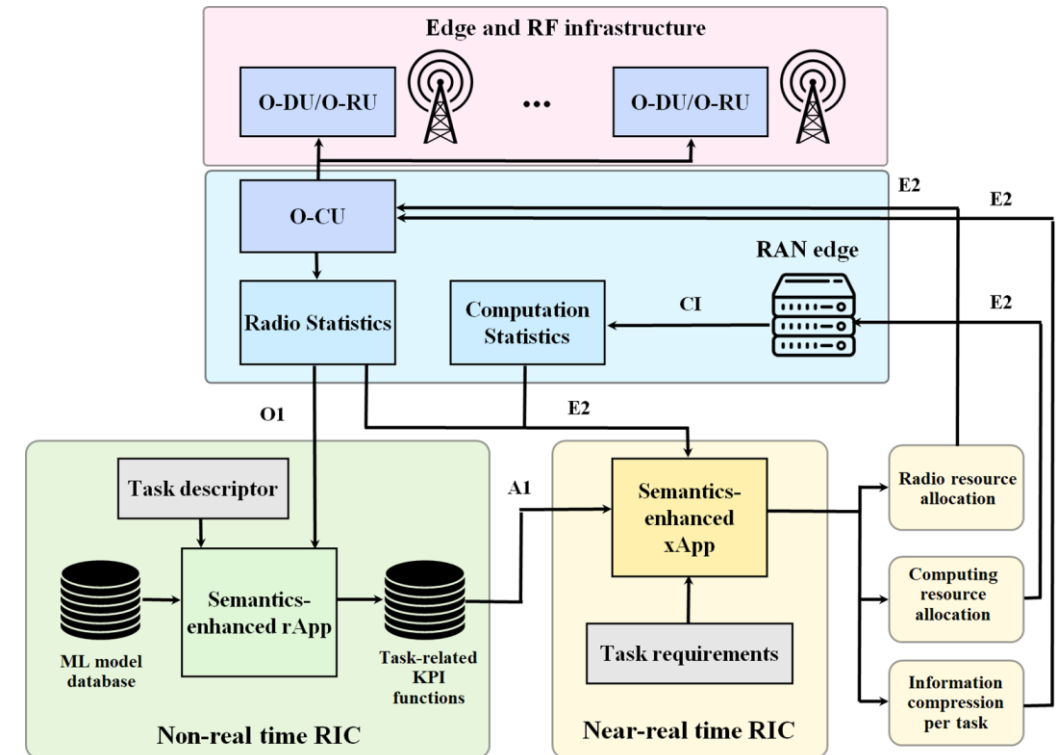 Edge and RF infrastructure
O-DU/O-RU
...
O-DU/O-RU
O-CU
E2
E2
RAN edge
Radio Statistics
Computation
Statistics
CI
E2
O1
E2
Task descriptor
A1
Semantics-
enhanced
xApp
Radio resource
allocation
Semantics-
enhanced rApp
Computing
resource
allocation
ML model
database
Task-related
KPI
functions
Task requirements
Information
compression
per task
Non-real time RIC
Near-real time RIC